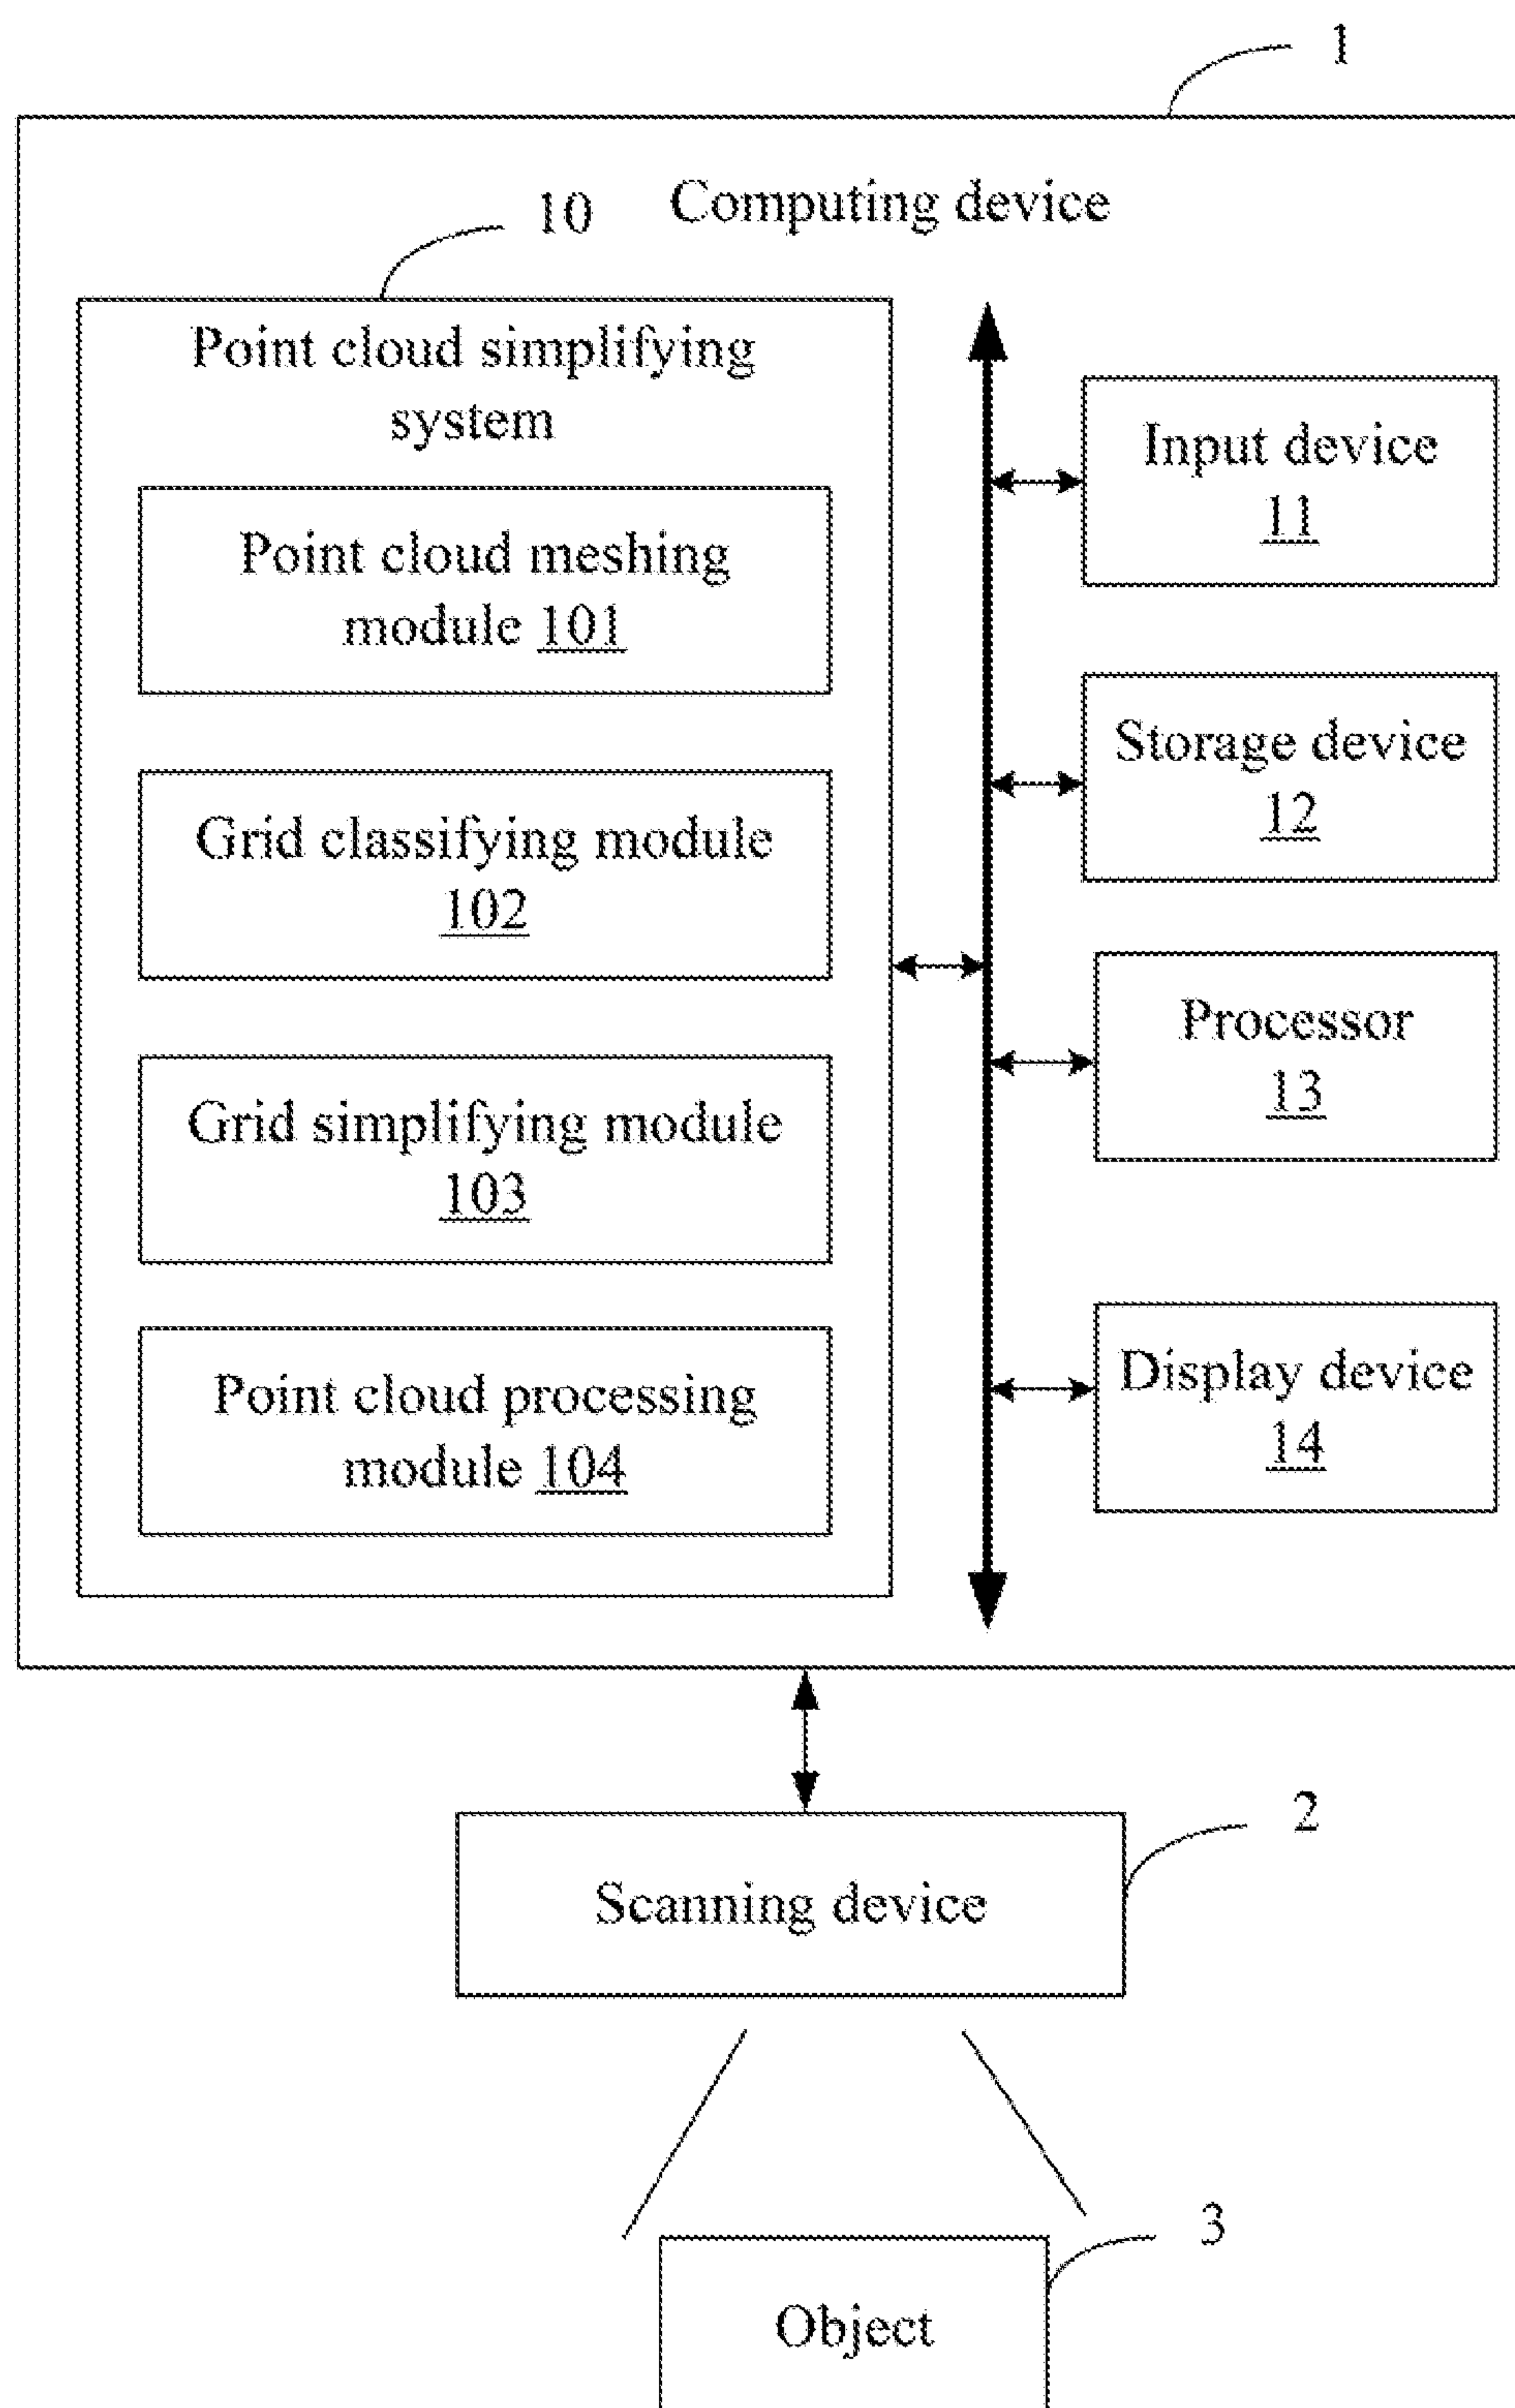 1
Computing device
10
Point cloud simplifying
system
Point cloud meshing
module 101
Grid classifying module
102
Grid simplifying module
103
Point cloud processing
module 104
Input device
11
Storage device
12
Processor
13
Display device
14
Scanning device
2
Object
3